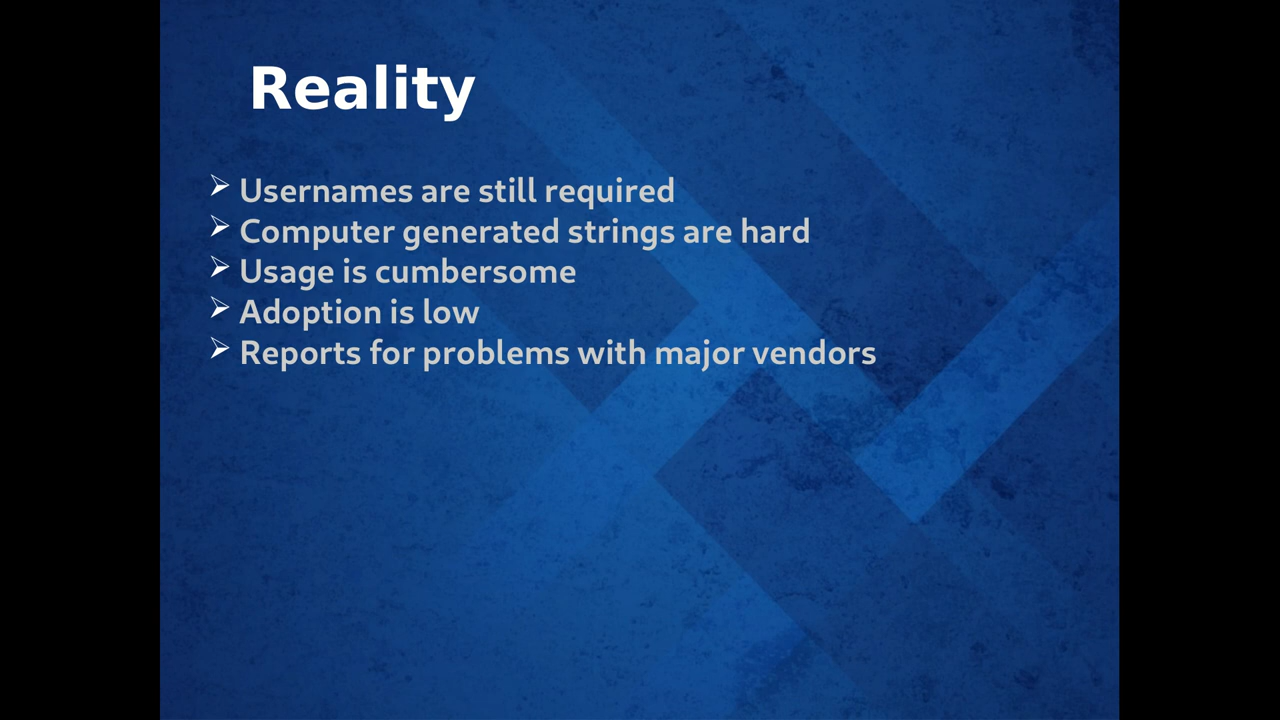 Reality
Usernames are still required
Computer generated strings are hard
Usage is cumbersome
Adoption is low
Reports for problems with major vendors